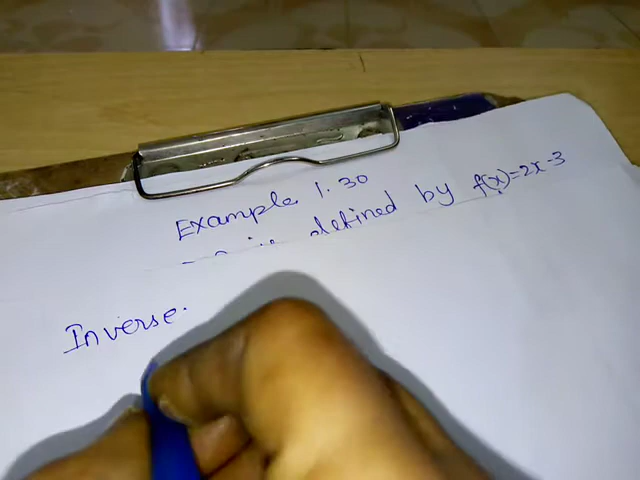 Example 1.30
defined by f(x)=2x-3
Inverse.